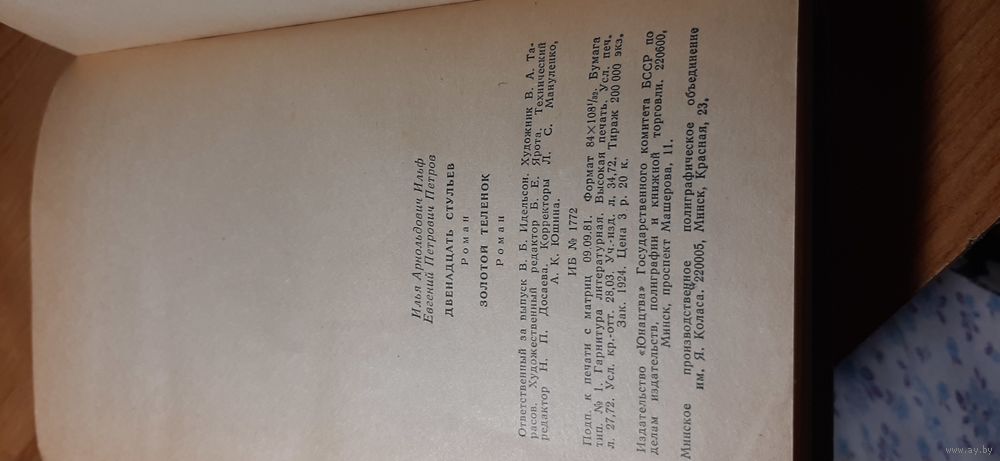 Илья Арнольдович Ильф
Евгений Петрович Петров
ДВЕНАДЦАТЬ СТУЛЬЕВ
Роман
ЗОЛОТОЙ ТЕЛЕНОК
Роман
Ответственный за выпуск В. Б. Идельсон. Художник В. А. Та-
расов. Художественный редактор Б. Е. Ярота. Технический
редактор Н. П. Досаева. Корректоры Л. С. Мануленко,
А. К. Юшина.
ИБ № 1772
Подп. к печати с матриц 09.09.81. Формат 84×108¹/₃₂. Бумага
тип. № 1. Гарнитура литературная. Высокая печать. Усл. печ.
л. 27,72. Усл. кр.-отт. 28,03. Уч.-изд. л. 34,72. Тираж 200 000 экз.
Зак. 1924. Цена 3 р. 20 к.
Издательство «Юнацтва» Государственного комитета БССР по
делам издательств, полиграфии и книжной торговли. 220600,
Минск, проспект Машерова, 11.
Минское производственное полиграфическое объединение
им. Я. Коласа. 220005, Минск, Красная, 23.
www.ay.by